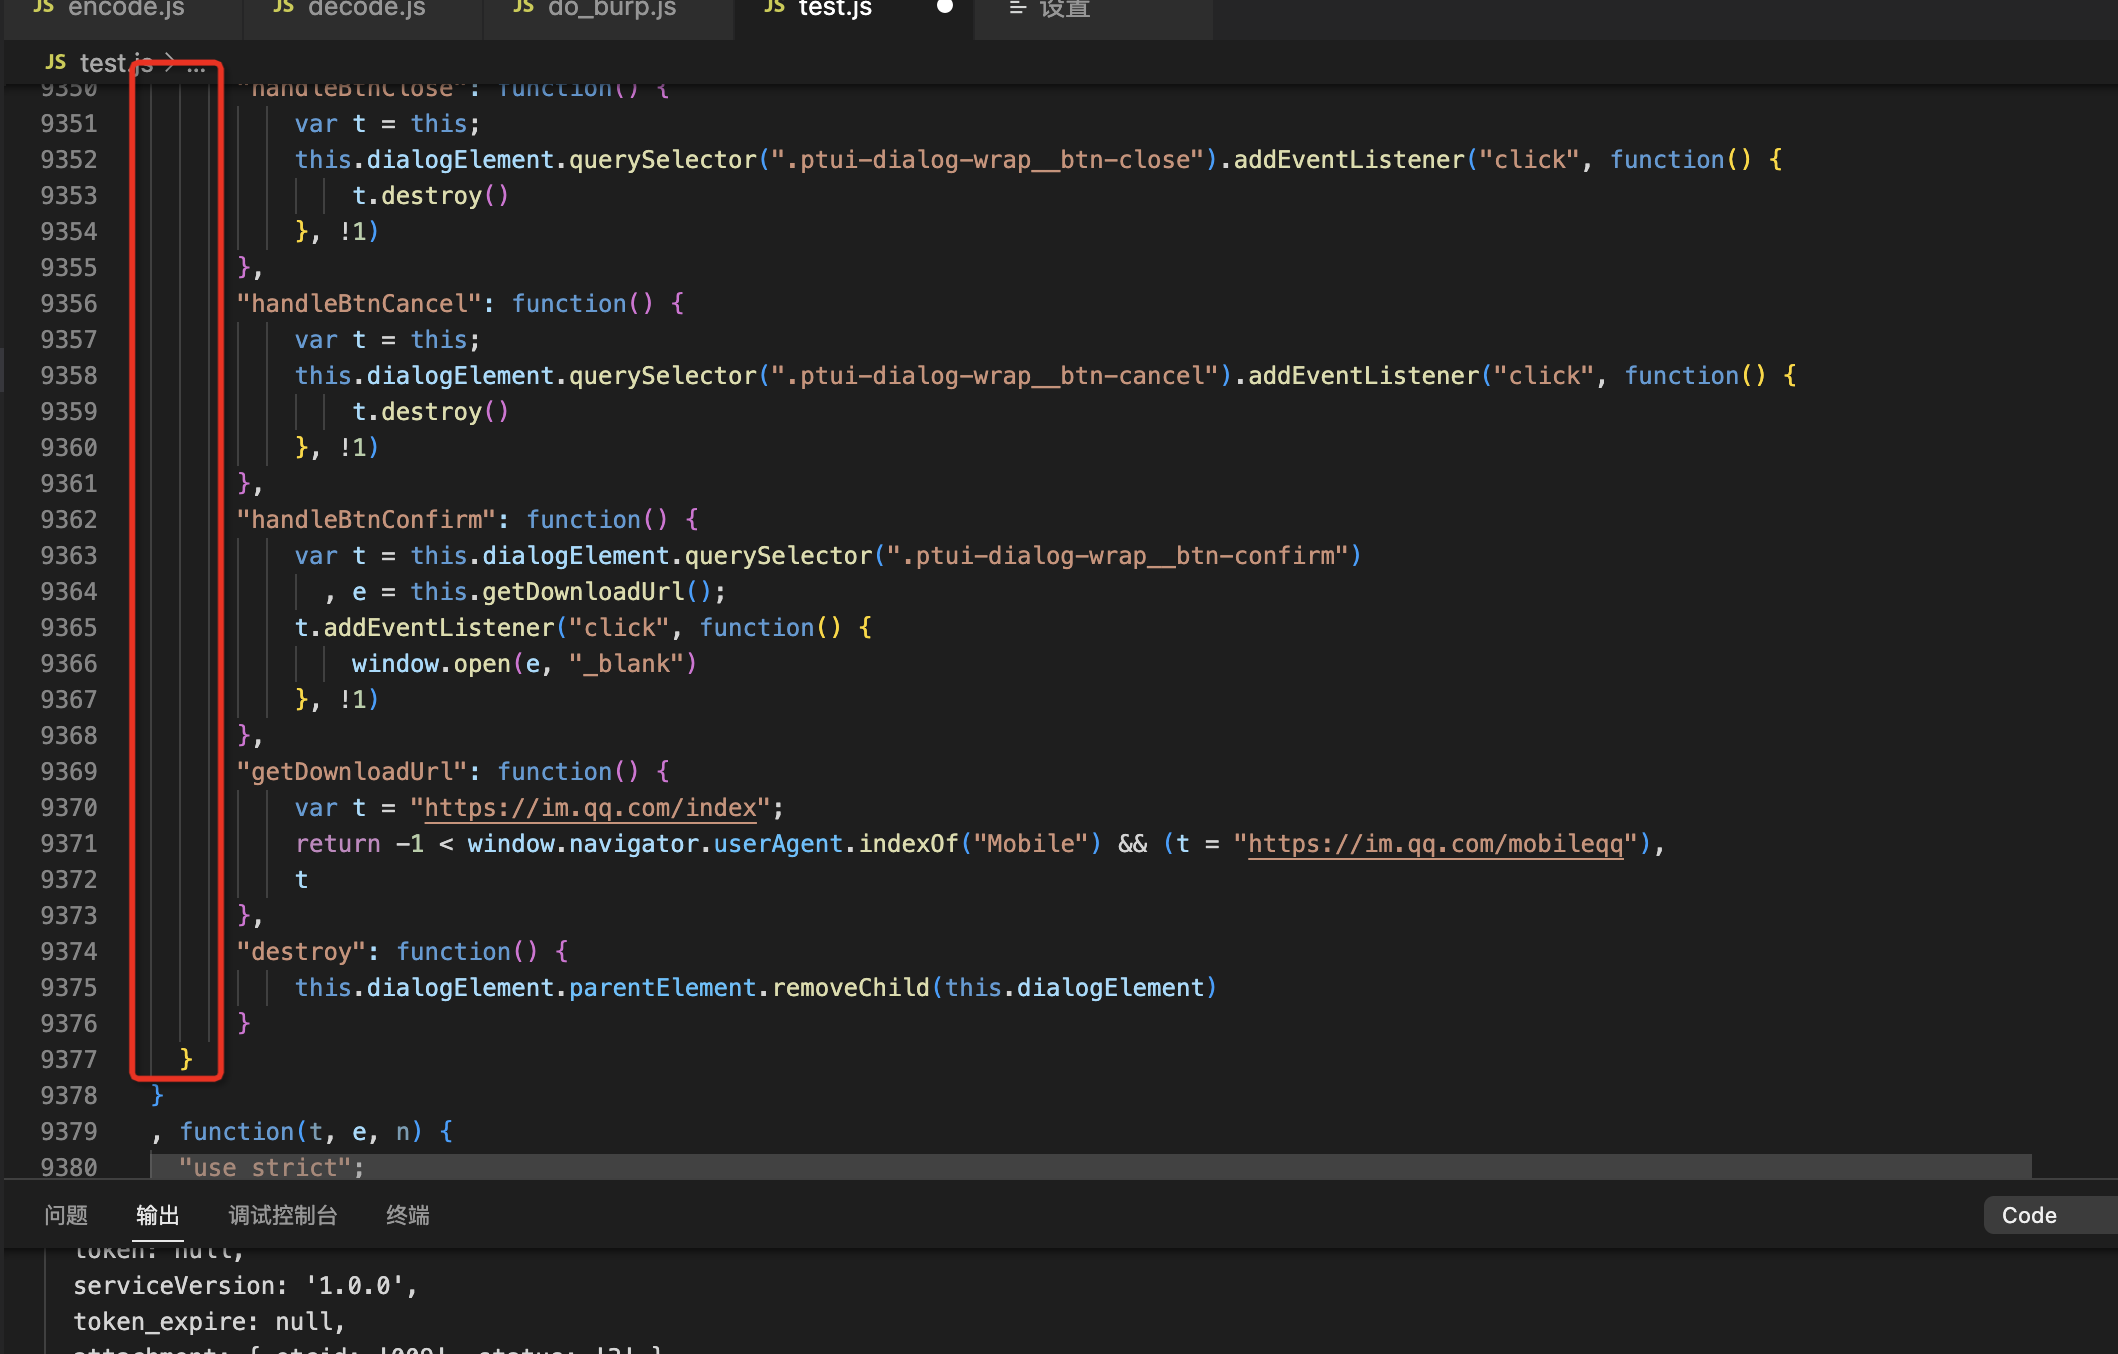 JS encode.js JS decode.js JS do_burp.js JS test.js 设置
JS test.js > ...
9350 "handleBtnClose": function() {
9351 var t = this;
9352 this.dialogElement.querySelector(".ptui-dialog-wrap__btn-close").addEventListener("click", function() {
9353 t.destroy()
9354 }, !1)
9355 },
9356 "handleBtnCancel": function() {
9357 var t = this;
9358 this.dialogElement.querySelector(".ptui-dialog-wrap__btn-cancel").addEventListener("click", function() {
9359 t.destroy()
9360 }, !1)
9361 },
9362 "handleBtnConfirm": function() {
9363 var t = this.dialogElement.querySelector(".ptui-dialog-wrap__btn-confirm")
9364 , e = this.getDownloadUrl();
9365 t.addEventListener("click", function() {
9366 window.open(e, "_blank")
9367 }, !1)
9368 },
9369 "getDownloadUrl": function() {
9370 var t = "https://im.qq.com/index";
9371 return -1 < window.navigator.userAgent.indexOf("Mobile") && (t = "https://im.qq.com/mobileqq"),
9372 t
9373 },
9374 "destroy": function() {
9375 this.dialogElement.parentElement.removeChild(this.dialogElement)
9376 }
9377 }
9378 }
9379 , function(t, e, n) {
9380 "use strict";
问题 输出 调试控制台 终端 Code
token: null,
serviceVersion: '1.0.0',
token_expire: null,